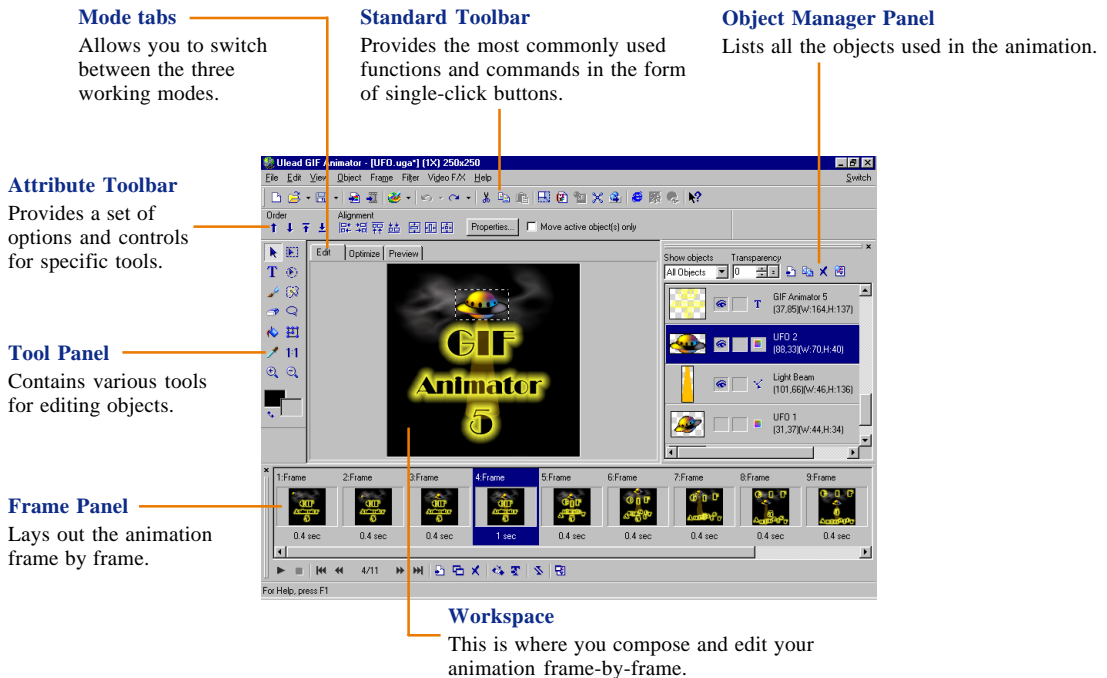 Mode tabs
Allows you to switch
between the three
working modes.
Standard Toolbar
Provides the most commonly used
functions and commands in the form
of single-click buttons.
Object Manager Panel
Lists all the objects used in the animation.
Attribute Toolbar
Provides a set of
options and controls
for specific tools.
Tool Panel
Contains various tools
for editing objects.
Frame Panel
Lays out the animation
frame by frame.
Ulead GIF Animator - [UFO.uga*] (1X) 250x250
File Edit View Object Frame Filter Video F/X Help Switch
Order Alignment
Properties... Move active object(s) only
Edit Optimize Preview
T
1:1
GIF
Animator
5
Show objects Transparency
All Objects 0
T GIF Animator 5
(37,85)(W:164,H:137)
UFO 2
(88,33)(W:70,H:40)
Light Beam
(101,66)(W:46,H:136)
UFO 1
(31,37)(W:44,H:34)
1:Frame 2:Frame 3:Frame 4:Frame 5:Frame 6:Frame 7:Frame 8:Frame 9:Frame
0.4 sec 0.4 sec 0.4 sec 1 sec 0.4 sec 0.4 sec 0.4 sec 0.4 sec 0.4 sec
4/11
For Help, press F1
Workspace
This is where you compose and edit your
animation frame-by-frame.